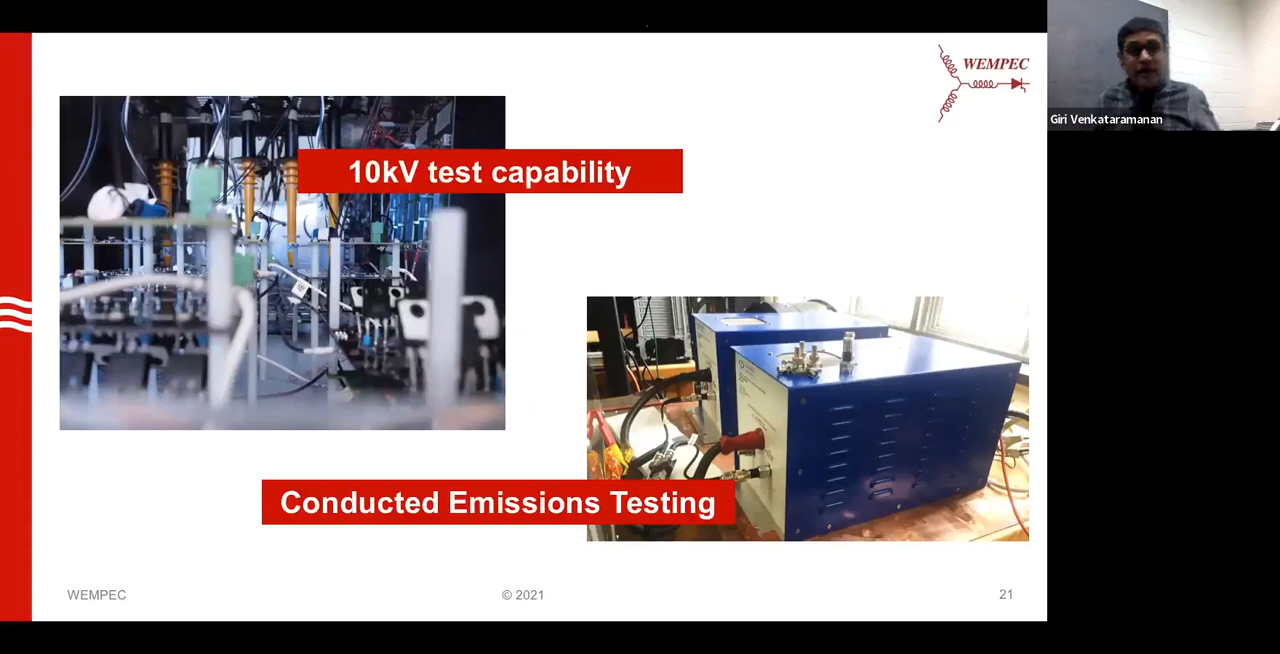 WEMPEC
Giri Venkataramanan
10kV test capability
Conducted Emissions Testing
WEMPEC
© 2021
21